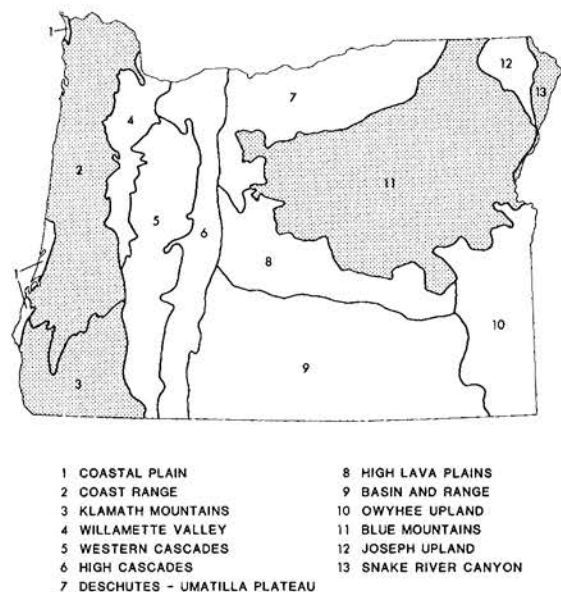 1
12
13
7
4
2
11
5
6
1
8
10
9
3
1 COASTAL PLAIN
2 COAST RANGE
3 KLAMATH MOUNTAINS
4 WILLAMETTE VALLEY
5 WESTERN CASCADES
6 HIGH CASCADES
7 DESCHUTES - UMATILLA PLATEAU
8 HIGH LAVA PLAINS
9 BASIN AND RANGE
10 OWYHEE UPLAND
11 BLUE MOUNTAINS
12 JOSEPH UPLAND
13 SNAKE RIVER CANYON